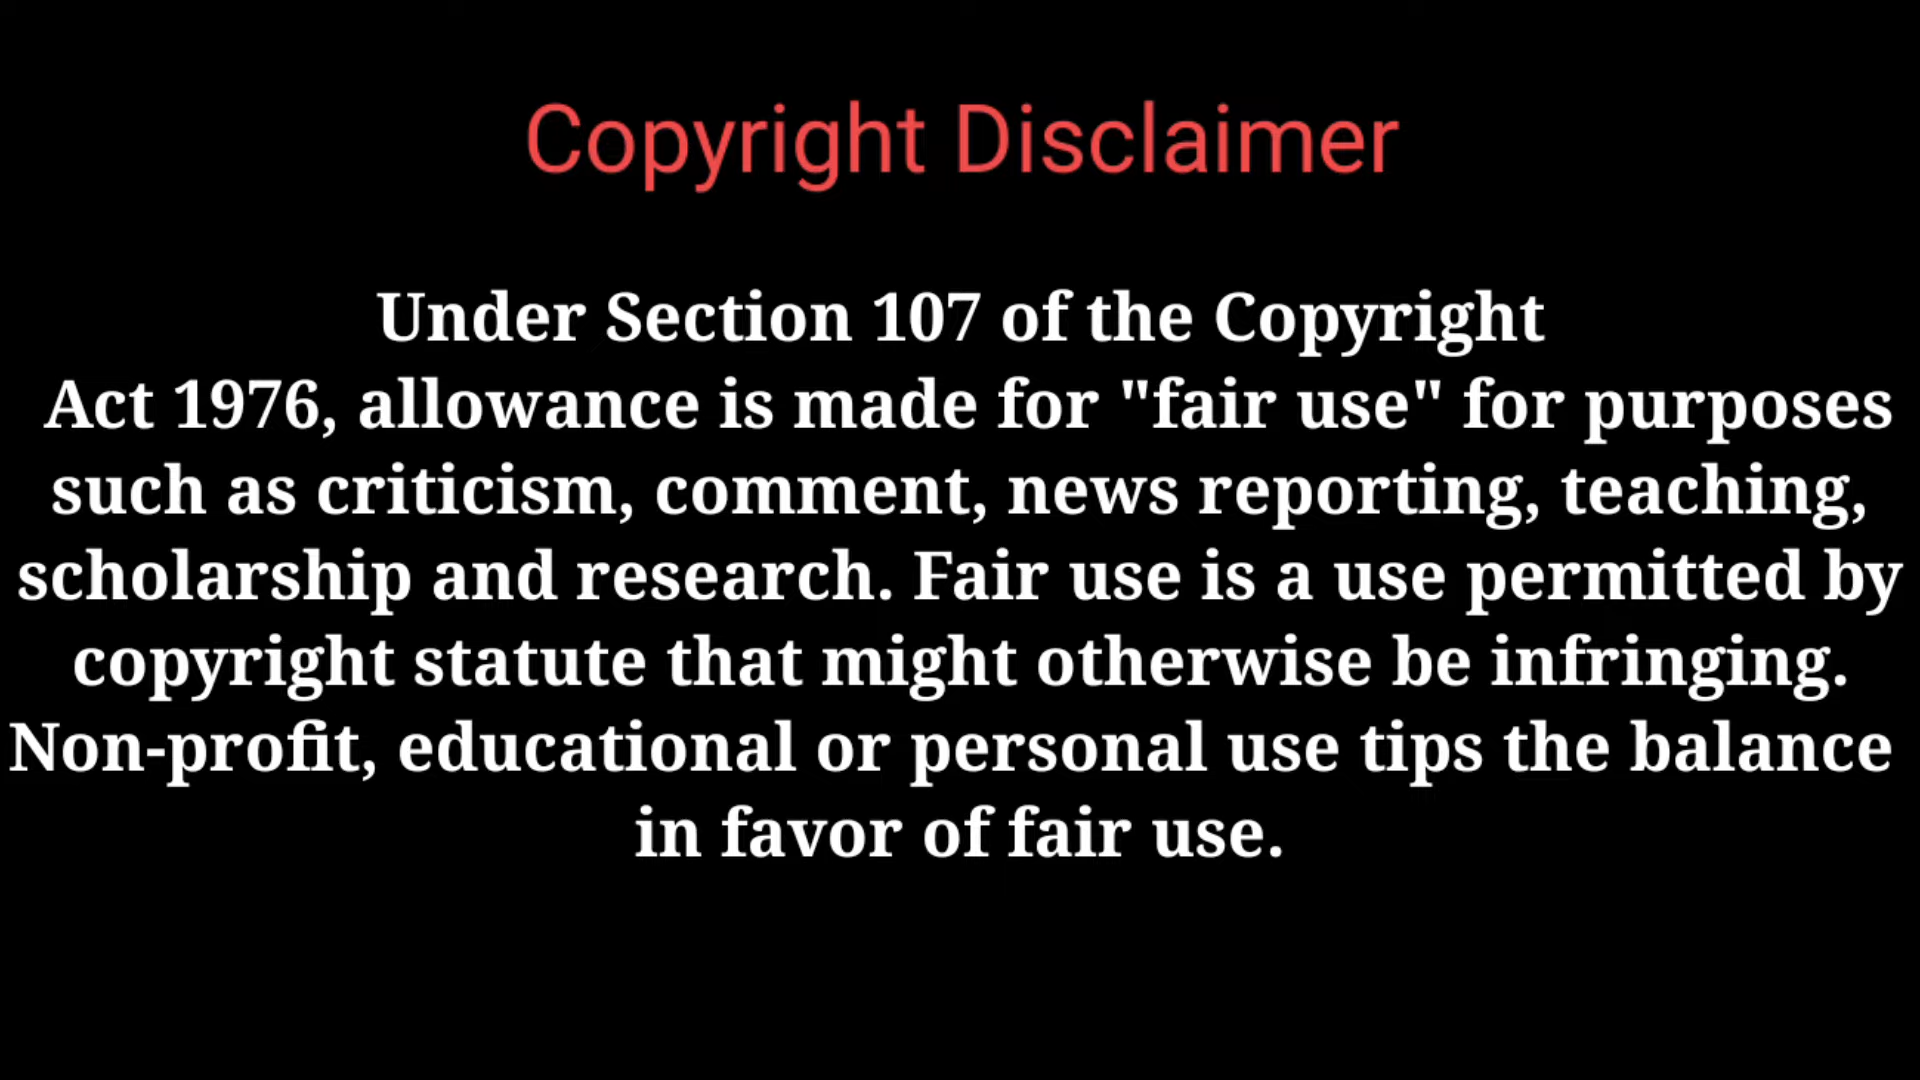 Copyright Disclaimer
Under Section 107 of the Copyright
Act 1976, allowance is made for "fair use" for purposes
such as criticism, comment, news reporting, teaching,
scholarship and research. Fair use is a use permitted by
copyright statute that might otherwise be infringing.
Non-profit, educational or personal use tips the balance
in favor of fair use.